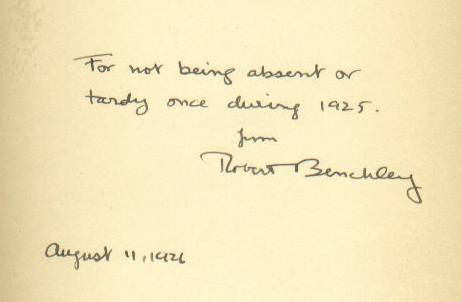 For not being absent or
tardy once during 1925.
from
Robert Benchley
August 11, 1926